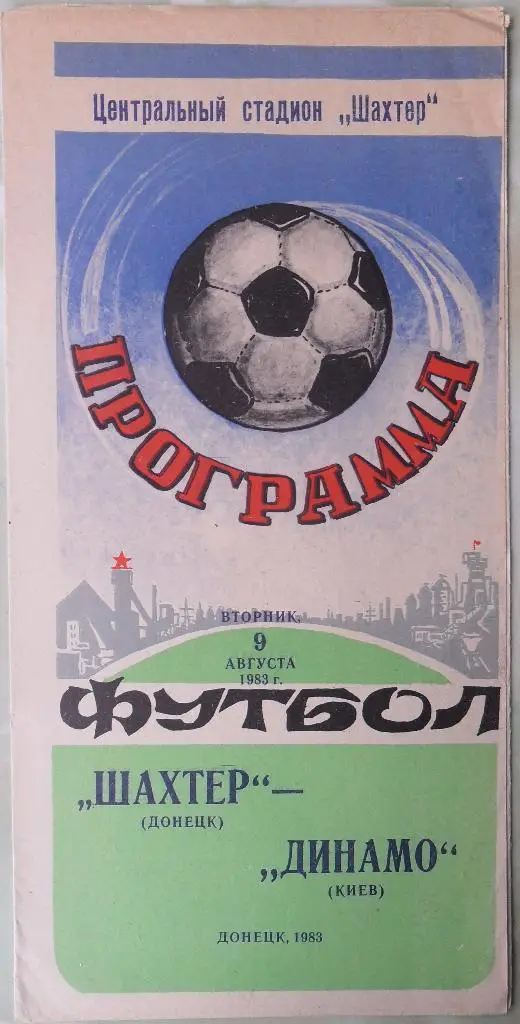 Центральный стадион „Шахтер“
ПРОГРАММА
ВТОРНИК,
9
АВГУСТА
1983 г.
ФУТБОЛ
„ШАХТЕР“ —
(ДОНЕЦК)
„ДИНАМО“
(КИЕВ)
ДОНЕЦК, 1983